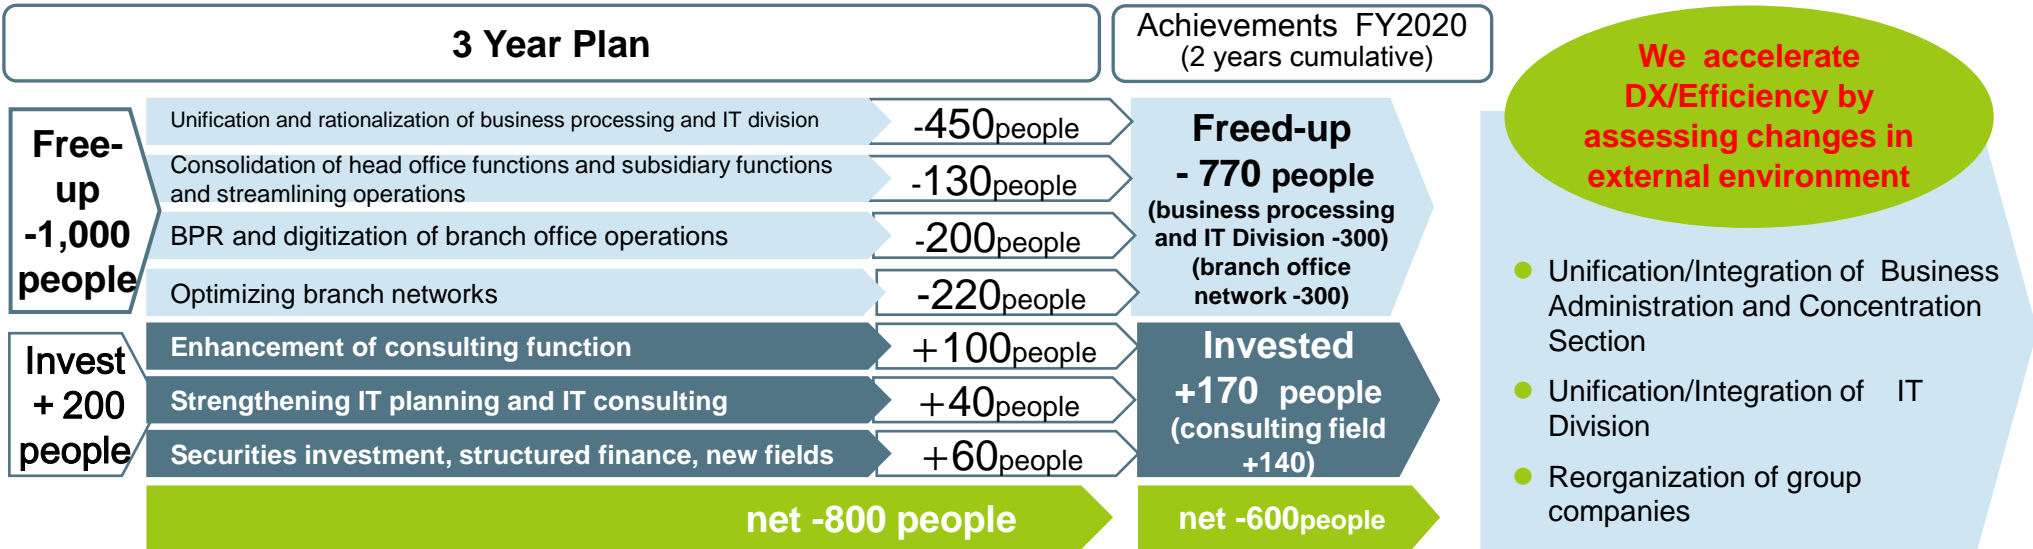 3 Year Plan
Achievements FY2020
(2 years cumulative)
Free-
up
-1,000
people
Unification and rationalization of business processing and IT division
-450people
Consolidation of head office functions and subsidiary functions
and streamlining operations
-130people
BPR and digitization of branch office operations
-200people
Optimizing branch networks
-220people
Freed-up
- 770 people
(business processing
and IT Division -300)
(branch office
network -300)
Invest
+ 200
people
Enhancement of consulting function
+100people
Strengthening IT planning and IT consulting
+40people
Securities investment, structured finance, new fields
+60people
Invested
+170 people
(consulting field
+140)
net -800 people
net -600people
We accelerate
DX/Efficiency by
assessing changes in
external environment
● Unification/Integration of Business
Administration and Concentration
Section
● Unification/Integration of IT
Division
● Reorganization of group
companies